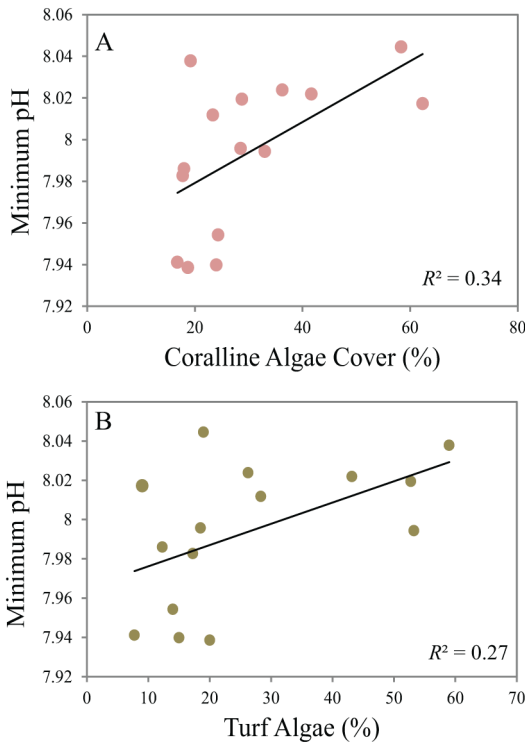 A
8.06
8.04
8.02
8
7.98
7.96
7.94
7.92
Minimum pH
R² = 0.34
0 20 40 60 80
Coralline Algae Cover (%)
B
8.06
8.04
8.02
8
7.98
7.96
7.94
7.92
Minimum pH
R² = 0.27
0 10 20 30 40 50 60 70
Turf Algae (%)